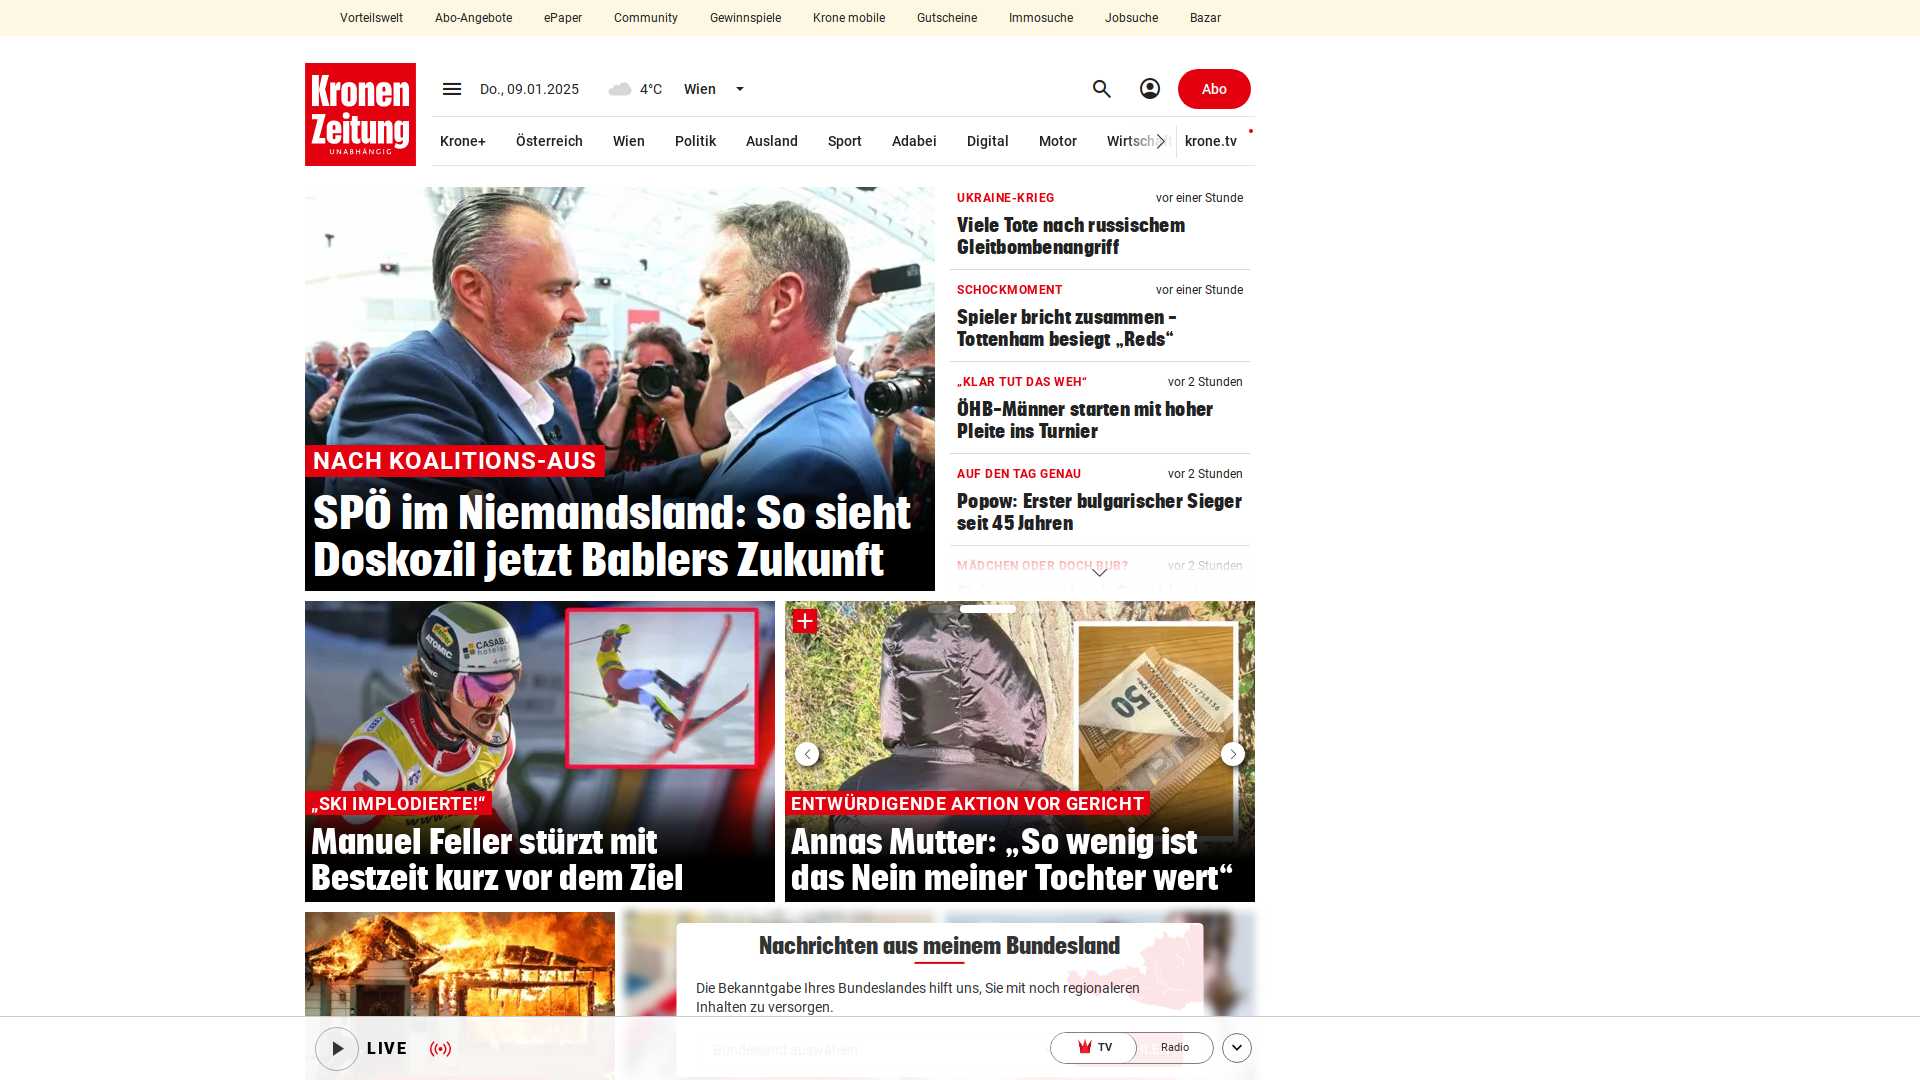 Vorteilswelt Abo-Angebote ePaper Community Gewinnspiele Krone mobile Gutscheine Immosuche Jobsuche Bazar
Kronen
Zeitung
UNABHÄNGIG
Do., 09.01.2025 4°C Wien
Abo
Krone+ Österreich Wien Politik Ausland Sport Adabei Digital Motor Wirtschaft krone.tv
NACH KOALITIONS-AUS
SPÖ im Niemandsland: So sieht
Doskozil jetzt Bablers Zukunft
UKRAINE-KRIEG vor einer Stunde
Viele Tote nach russischem
Gleitbombenangriff
SCHOCKMOMENT vor einer Stunde
Spieler bricht zusammen –
Tottenham besiegt „Reds“
„KLAR TUT DAS WEH“ vor 2 Stunden
ÖHB-Männer starten mit hoher
Pleite ins Turnier
AUF DEN TAG GENAU vor 2 Stunden
Popow: Erster bulgarischer Sieger
seit 45 Jahren
MÄDCHEN ODER DOCH BUB? vor 2 Stunden
ATOMIC
CASABL
hotels
„SKI IMPLODIERTE!“
Manuel Feller stürzt mit
Bestzeit kurz vor dem Ziel
50
ENTWÜRDIGENDE AKTION VOR GERICHT
Annas Mutter: „So wenig ist
das Nein meiner Tochter wert“
Nachrichten aus meinem Bundesland
Die Bekanntgabe Ihres Bundeslandes hilft uns, Sie mit noch regionaleren
Inhalten zu versorgen.
Bundesland auswählen
LIVE
TV Radio